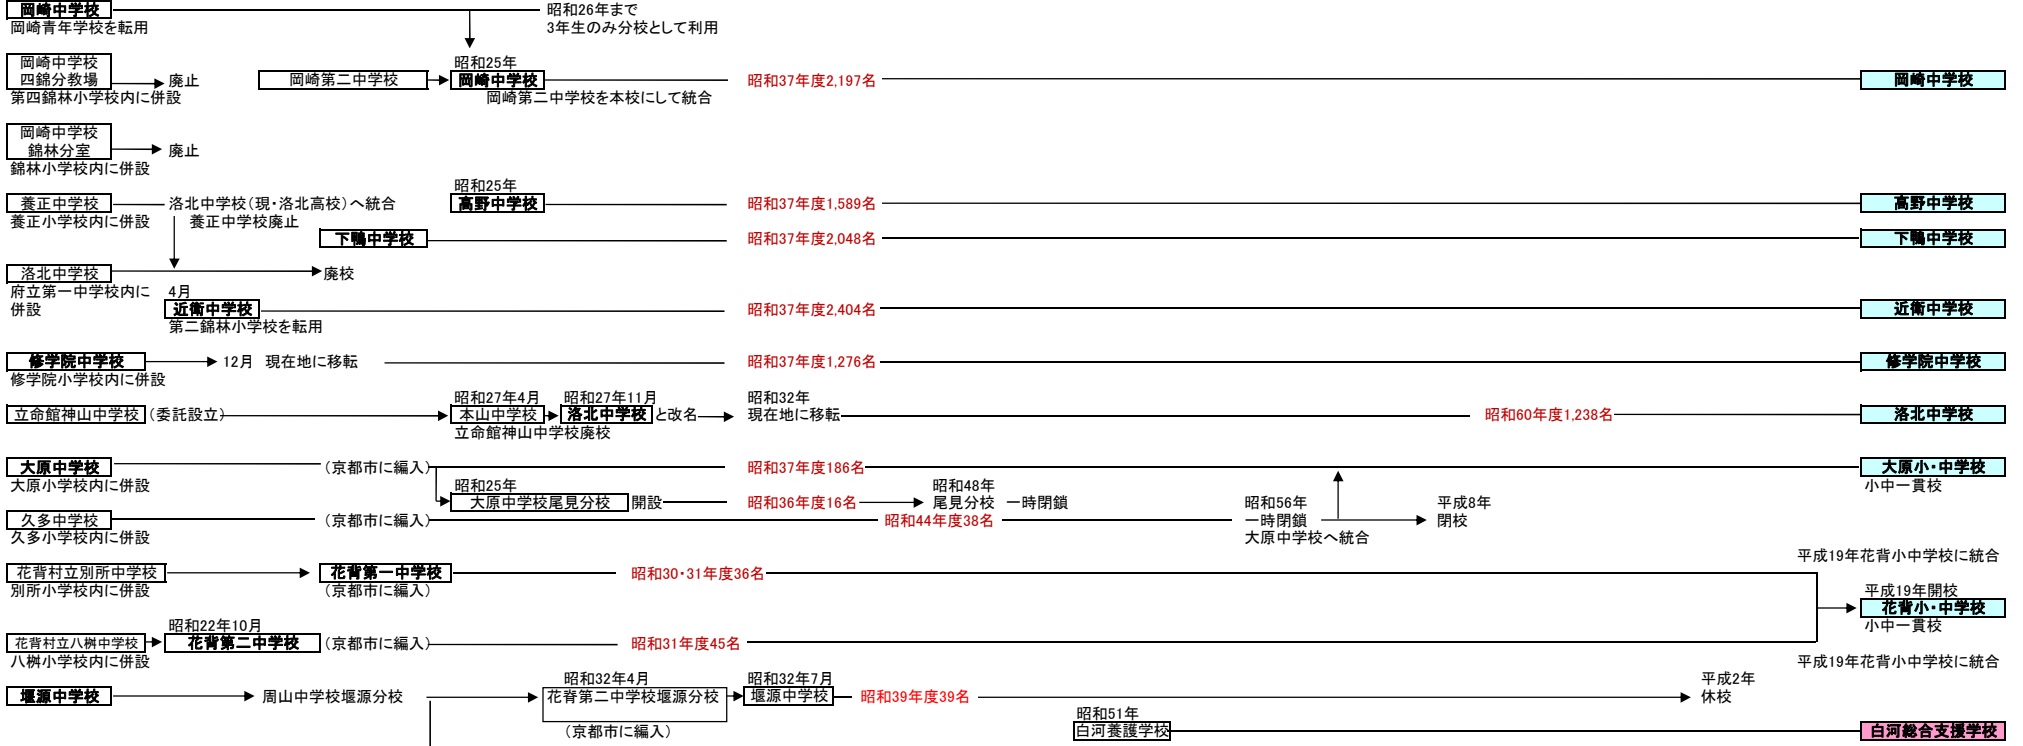 岡崎中学校
昭和26年まで
岡崎青年学校を転用
3年生のみ分校として利用
岡崎中学校
四錦分教場
廃止
第四錦林小学校内に併設
岡崎第二中学校
昭和25年
岡崎中学校
岡崎第二中学校を本校にして統合
昭和37年度2,197名
岡崎中学校
岡崎中学校
錦林分室
廃止
錦林小学校内に併設
養正中学校
洛北中学校(現・洛北高校)へ統合
養正小学校内に併設
養正中学校廃止
昭和25年
高野中学校
昭和37年度1,589名
高野中学校
下鴨中学校
昭和37年度2,048名
下鴨中学校
洛北中学校
廃校
府立第一中学校内に
併設
4月
近衛中学校
第二錦林小学校を転用
昭和37年度2,404名
近衛中学校
修学院中学校
12月 現在地に移転
修学院小学校内に併設
昭和37年度1,276名
修学院中学校
立命館神山中学校
(委託設立)
昭和27年4月
本山中学校
立命館神山中学校廃校
昭和27年11月
洛北中学校
と改名
昭和32年
現在地に移転
昭和60年度1,238名
洛北中学校
大原中学校
大原小学校内に併設
(京都市に編入)
昭和37年度186名
大原小・中学校
小中一貫校
昭和25年
大原中学校尾見分校
開設
昭和36年度16名
昭和48年
尾見分校 一時閉鎖
久多中学校
久多小学校内に併設
(京都市に編入)
昭和44年度38名
昭和56年
一時閉鎖
大原中学校へ統合
平成8年
閉校
花背村立別所中学校
別所小学校内に併設
花背第一中学校
(京都市に編入)
昭和30・31年度36名
平成19年花背小中学校に統合
平成19年開校
花背小・中学校
小中一貫校
花背村立八桝中学校
八桝小学校内に併設
昭和22年10月
花背第二中学校
(京都市に編入)
昭和31年度45名
平成19年花背小中学校に統合
堰源中学校
周山中学校堰源分校
昭和32年4月
花脊第二中学校堰源分校
(京都市に編入)
昭和32年7月
堰源中学校
昭和39年度39名
平成2年
休校
昭和51年
白河養護学校
白河総合支援学校